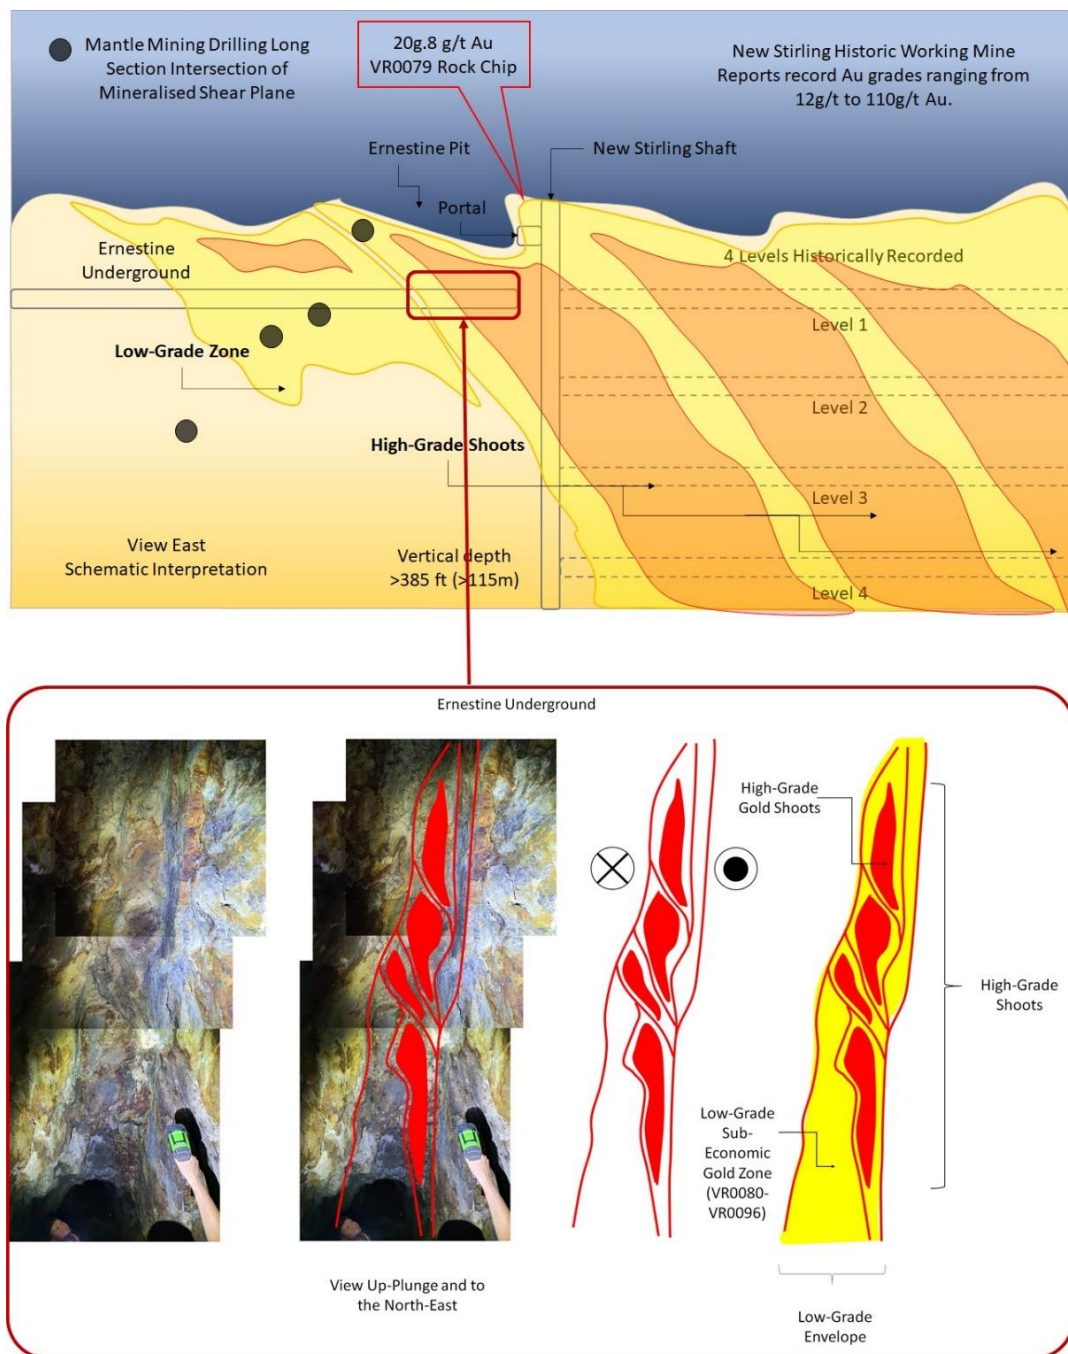 Mantle Mining Drilling Long
Section Intersection of
Mineralised Shear Plane
20g.8 g/t Au
VR0079 Rock Chip
New Stirling Historic Working Mine
Reports record Au grades ranging from
12g/t to 110g/t Au.
Ernestine Pit
New Stirling Shaft
Portal
Ernestine
Underground
4 Levels Historically Recorded
Level 1
Low-Grade Zone
Level 2
High-Grade Shoots
Level 3
View East
Schematic Interpretation
Vertical depth
>385 ft (>115m)
Level 4
Ernestine Underground
High-Grade
Gold Shoots
High-Grade
Shoots
Low-Grade
Sub-
Economic
Gold Zone
(VR0080-
VR0096)
View Up-Plunge and to
the North-East
Low-Grade
Envelope